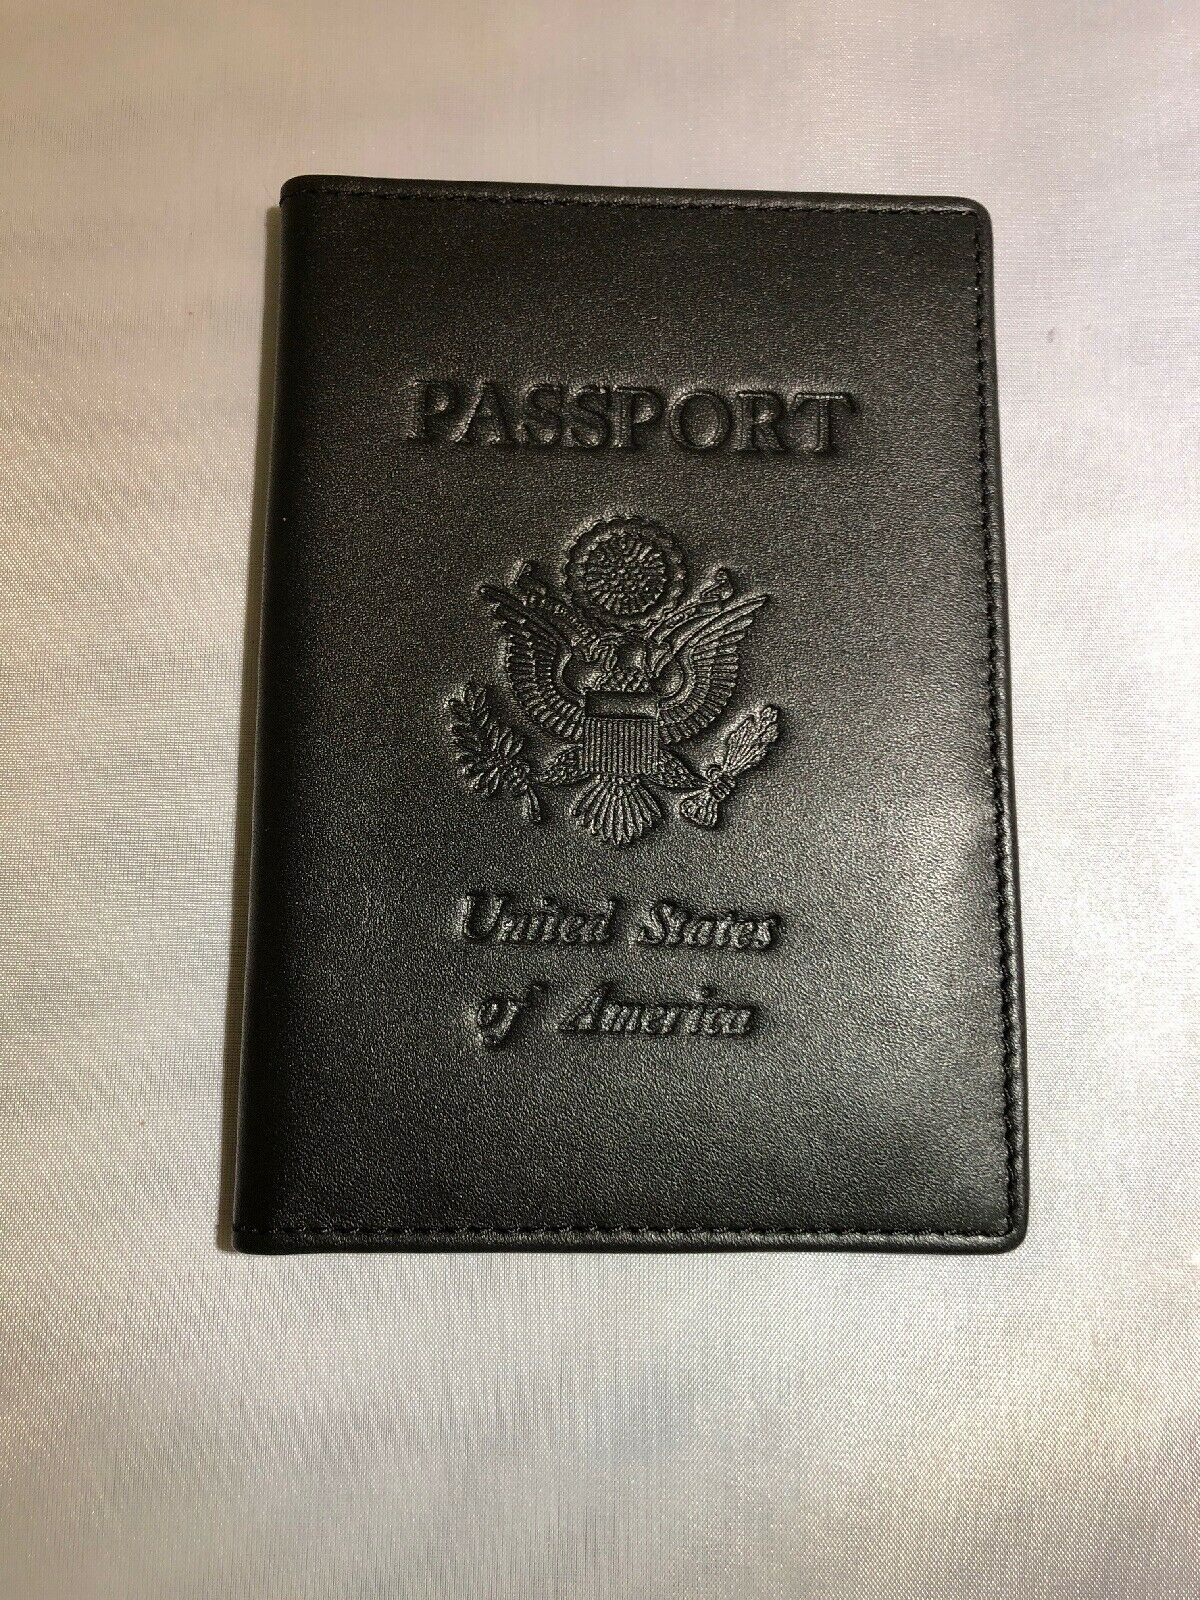 PASSPORT
United States
of America